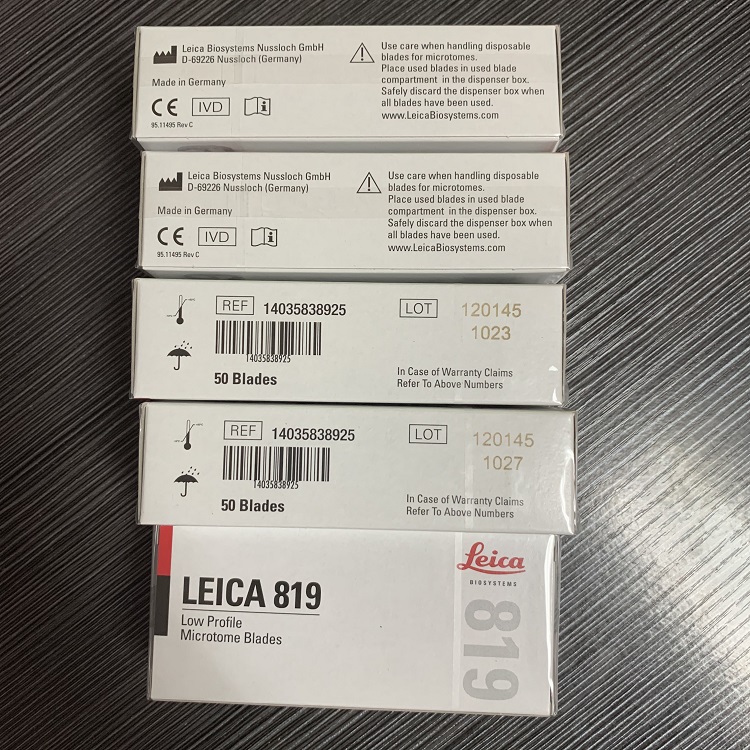 Leica Biosystems Nussloch GmbH
D-69226 Nussloch (Germany)
Made in Germany
CE IVD i
95.11495 Rev C
Use care when handling disposable
blades for microtomes.
Place used blades in used blade
compartment in the dispenser box.
Safely discard the dispenser box when
all blades have been used.
www.LeicaBiosystems.com
Leica Biosystems Nussloch GmbH
D-69226 Nussloch (Germany)
Made in Germany
CE IVD i
95.11495 Rev C
Use care when handling disposable
blades for microtomes.
Place used blades in used blade
compartment in the dispenser box.
Safely discard the dispenser box when
all blades have been used.
www.LeicaBiosystems.com
REF 14035838925
14035838925
50 Blades
LOT 120145
1023
In Case of Warranty Claims
Refer To Above Numbers
REF 14035838925
14035838925
50 Blades
LOT 120145
1027
In Case of Warranty Claims
Refer To Above Numbers
LEICA 819
Low Profile
Microtome Blades
Leica
BIOSYSTEMS
819